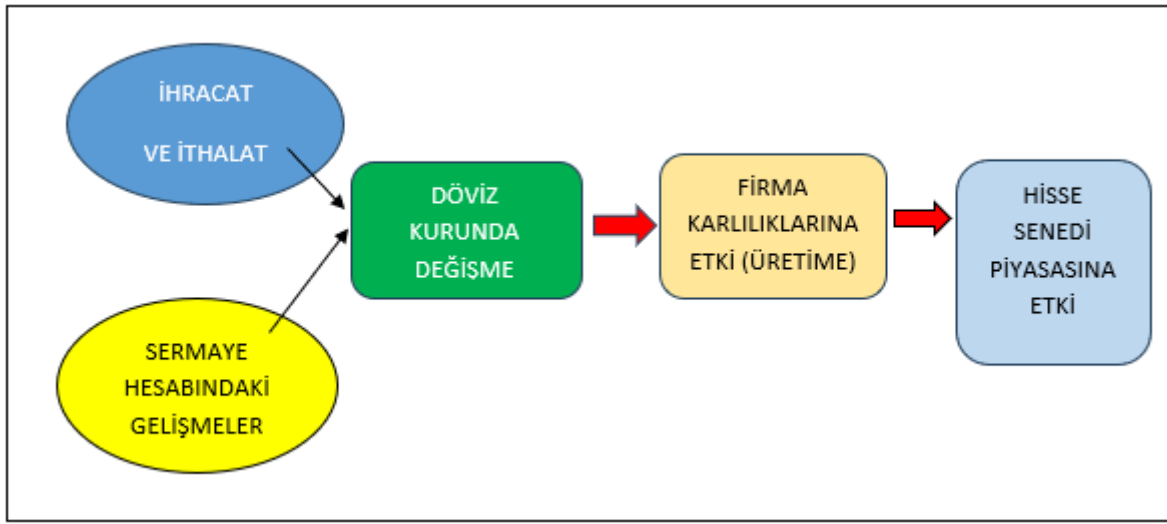 İHRACAT
VE İTHALAT
SERMAYE
HESABINDAKİ
GELİŞMELER
DÖVİZ
KURUNDA
DEĞİŞME
FİRMA
KARLILIKLARINA
ETKİ (ÜRETİME)
HİSSE
SENEDİ
PİYASASINA
ETKİ